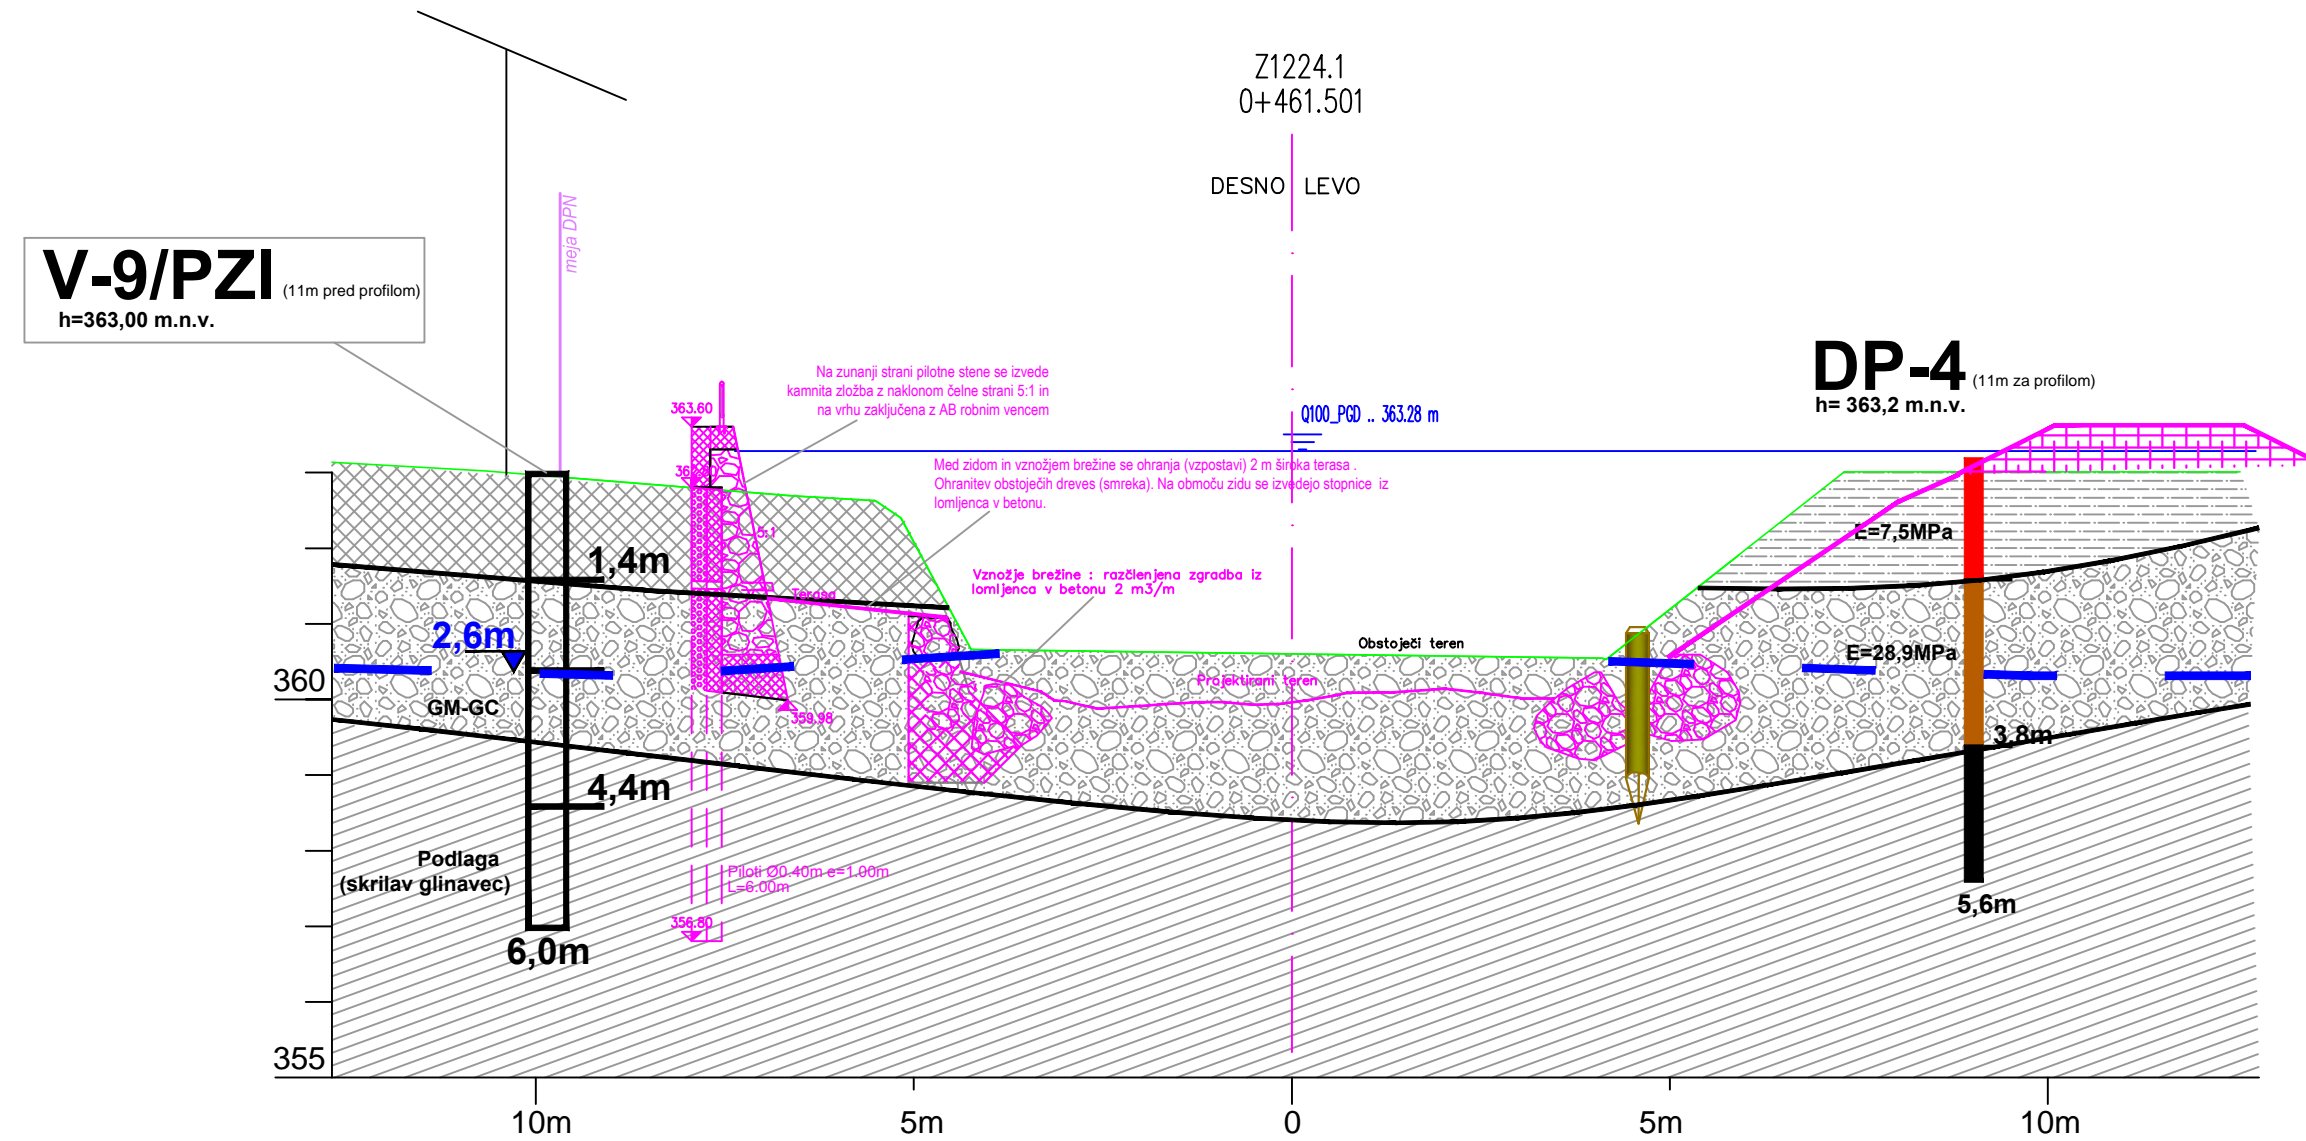 Z1224.1
0+461.501
DESNO LEVO
meja DPN
V-9/PZI (11m pred profilom)
h=363,00 m.n.v.
DP-4 (11m za profilom)
h= 363,2 m.n.v.
Na zunanji strani pilotne stene se izvede
kamnita zložba z naklonom čelne strani 5:1 in
na vrhu zaključena z AB robnim vencem
363.60
Q100_PGD .. 363.28 m
Med zidom in vznožjem brežine se ohranja (vzpostavi) 2 m široka terasa .
Ohranitev obstoječih dreves (smreka). Na območu zidu se izvedejo stopnice iz
lomljenca v betonu.
5:1
E=7,5MPa
1,4m
Vznožje brežine : razčlenjena zgradba iz
lomljenca v betonu 2 m3/m
Terasa
2,6m
Obstoječi teren
E=28,9MPa
360
Projektirani teren
GM-GC
359.98
3,8m
4,4m
Podlaga
(skrilav glinavec)
Piloti Ø0.40m e=1.00m
L=6.00m
5,6m
356.80
6,0m
355
10m 5m 0 5m 10m